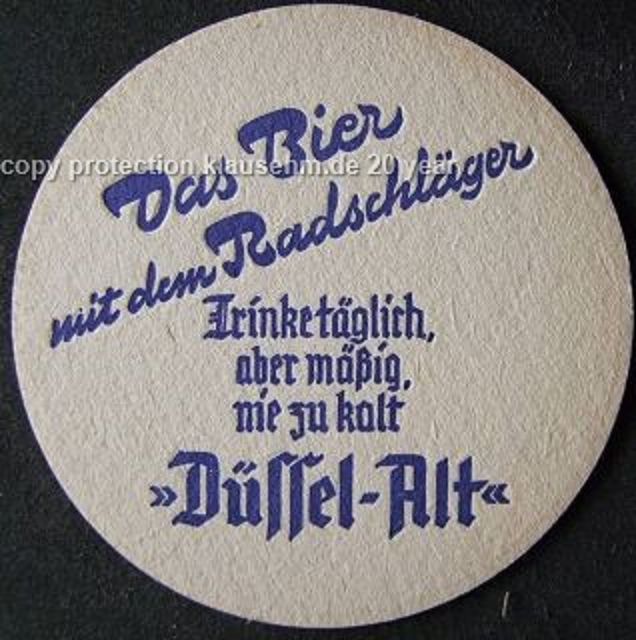 Das Bier
mit dem Radschläger
Trinke täglich,
aber mäßig,
nie zu kalt
»Düſſel-Alt«
copy protection klausehm.de 20 year